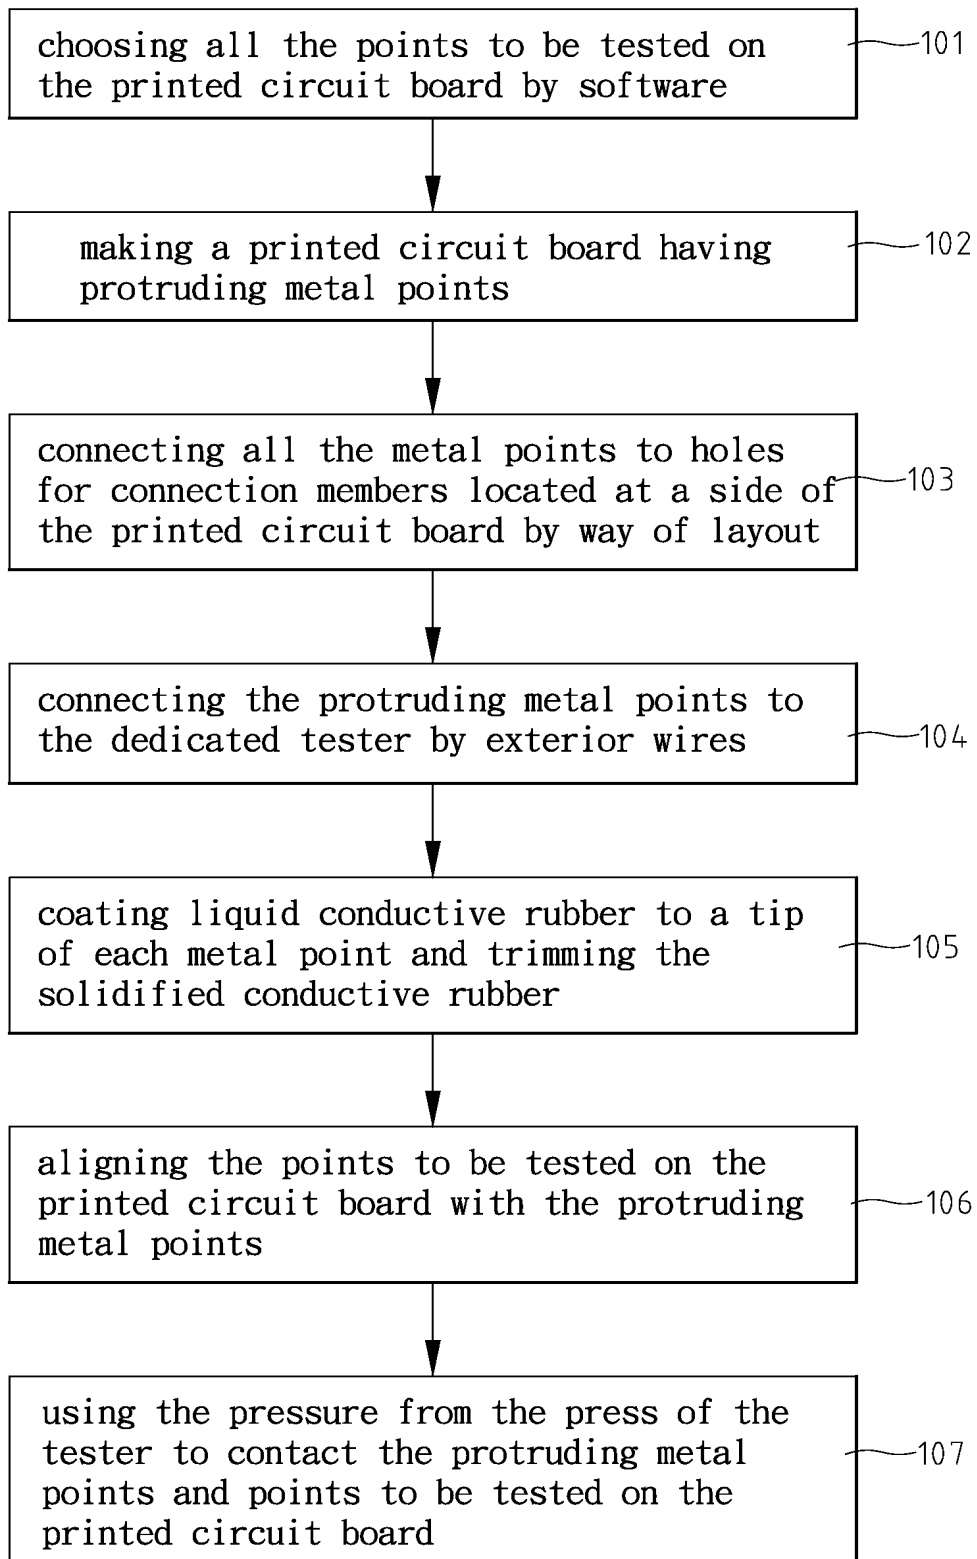 choosing all the points to be tested on
the printed circuit board by software
101
making a printed circuit board having
protruding metal points
102
connecting all the metal points to holes
for connection members located at a side of
the printed circuit board by way of layout
103
connecting the protruding metal points to
the dedicated tester by exterior wires
104
coating liquid conductive rubber to a tip
of each metal point and trimming the
solidified conductive rubber
105
aligning the points to be tested on the
printed circuit board with the protruding
metal points
106
using the pressure from the press of the
tester to contact the protruding metal
points and points to be tested on the
printed circuit board
107